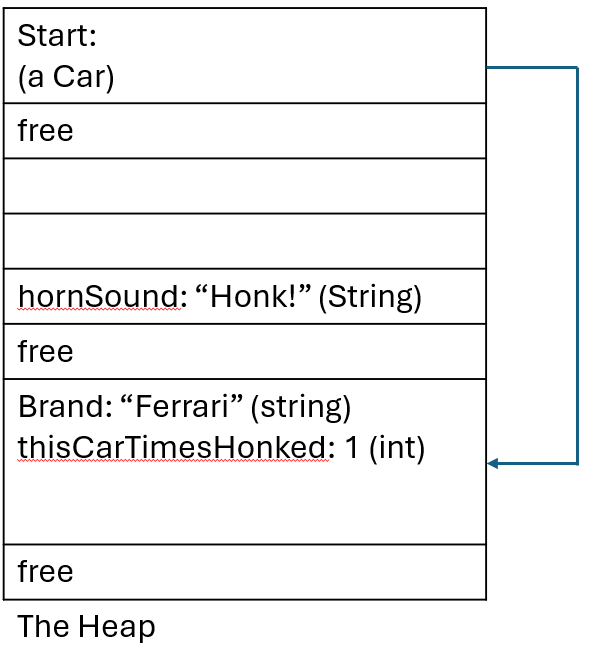 Start:
(a Car)
free
hornSound: “Honk!” (String)
free
Brand: “Ferrari” (string)
thisCarTimesHonked: 1 (int)
free
The Heap